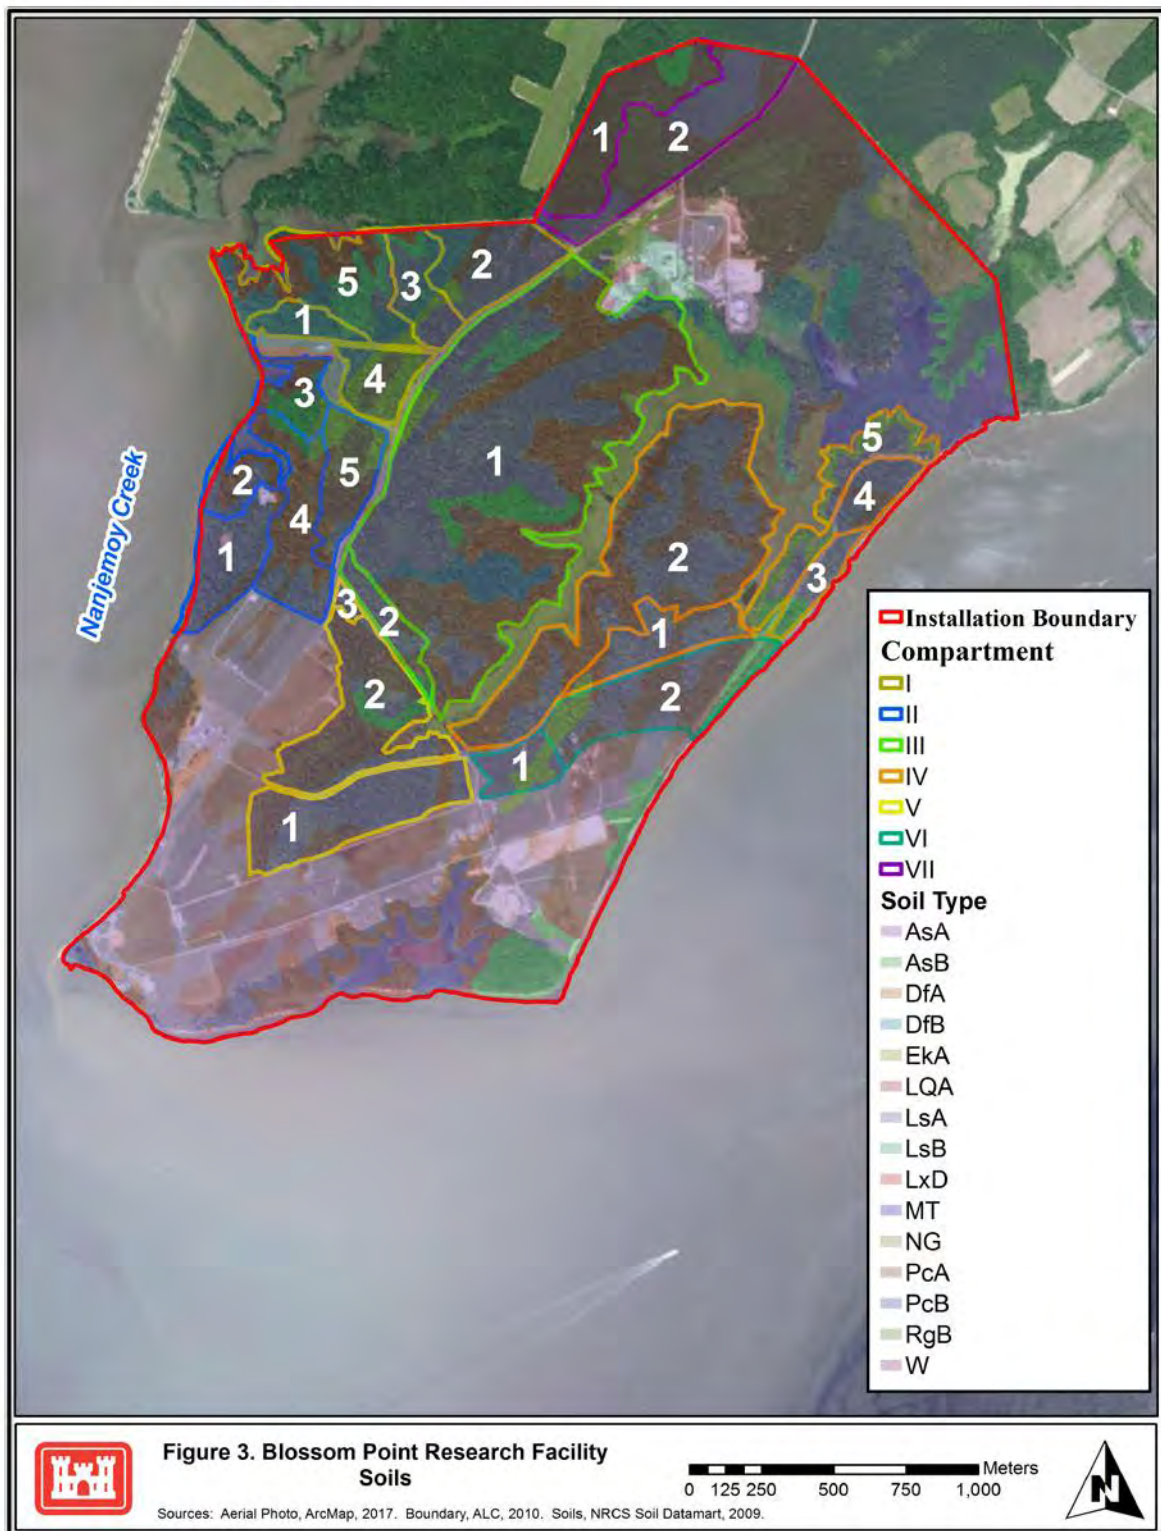 1
2
2
3
5
1
4
3
5
1
2
4
1
5
4
2
3
3
2
1
2
2
1
1
Nanjemoy Creek
Installation Boundary
Compartment
I
II
III
IV
V
VI
VII
Soil Type
AsA
AsB
DfA
DfB
EkA
LQA
LsA
LsB
LxD
MT
NG
PcA
PcB
RgB
W
Figure 3. Blossom Point Research Facility
Soils
Sources: Aerial Photo, ArcMap, 2017. Boundary, ALC, 2010. Soils, NRCS Soil Datamart, 2009.
Meters
0 125 250 500 750 1,000
N